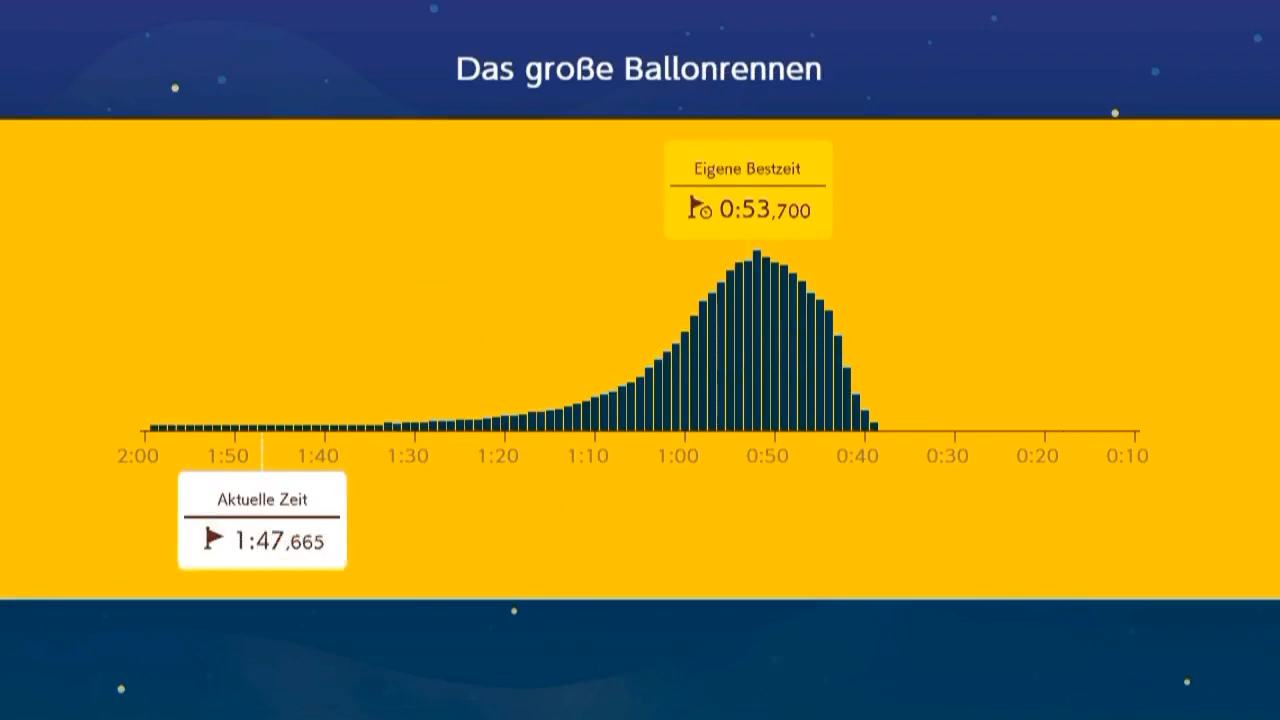 Das große Ballonrennen
Eigene Bestzeit
0:53,700
2:00 1:50 1:40 1:30 1:20 1:10 1:00 0:50 0:40 0:30 0:20 0:10
Aktuelle Zeit
1:47,665